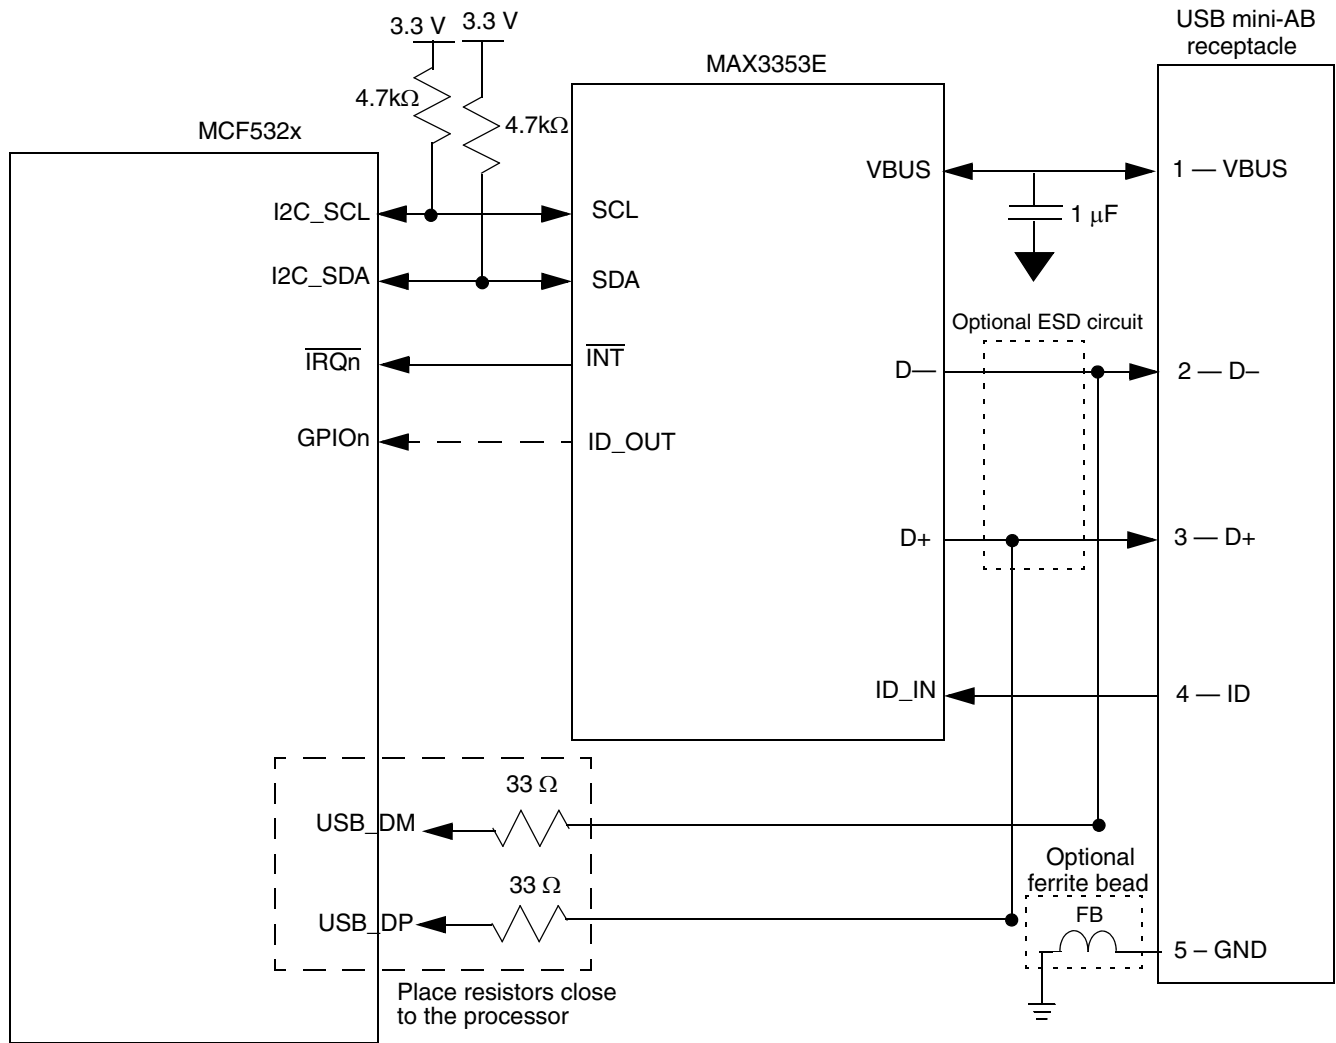 USB mini-AB
receptacle
3.3 V
3.3 V
MAX3353E
4.7kΩ
4.7kΩ
MCF532x
VBUS
1 — VBUS
I2C_SCL
SCL
1 μF
I2C_SDA
SDA
Optional ESD circuit
IRQn
INT
D—
2 — D–
GPIOn
ID_OUT
D+
3 — D+
ID_IN
4 — ID
33 Ω
USB_DM
Optional
ferrite bead
33 Ω
FB
USB_DP
5 – GND
Place resistors close
to the processor